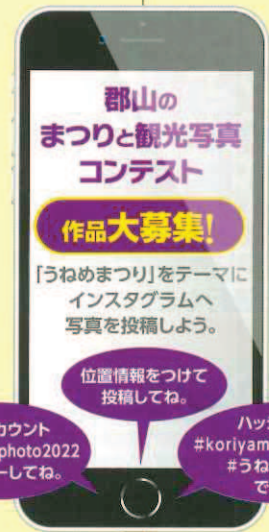 郡山の
まつりと観光写真
コンテスト
作品大募集!
「うねめまつり」をテーマに
インスタグラムへ
写真を投稿しよう。
位置情報をつけて
投稿してね。
カウント
photo2022
ーしてね。
ハッシ
#koriyam
#うね
で